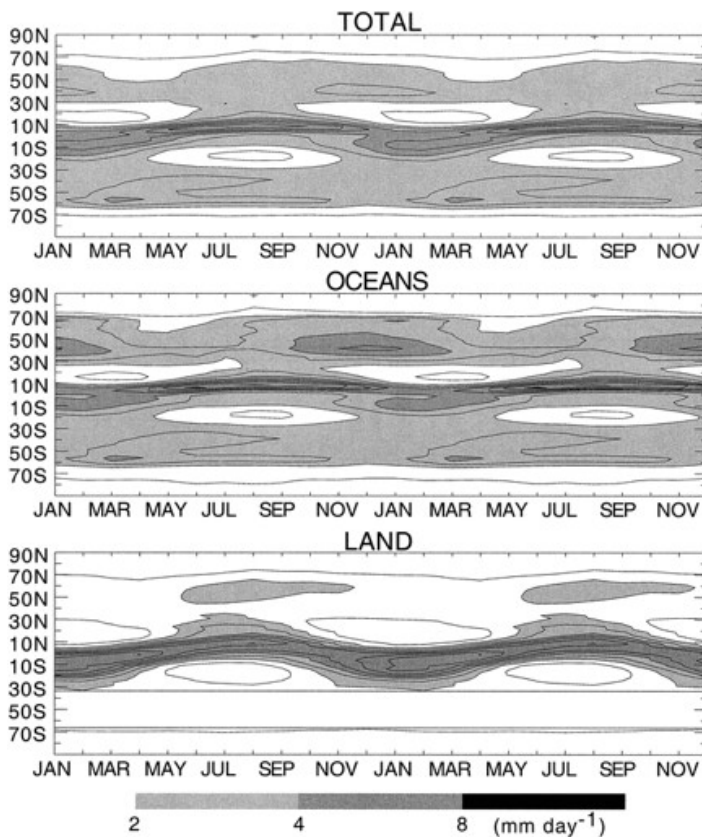 TOTAL
90N
70N
50N
30N
10N
10S
30S
50S
70S
JAN MAR MAY JUL SEP NOV JAN MAR MAY JUL SEP NOV
OCEANS
90N
70N
50N
30N
10N
10S
30S
50S
70S
JAN MAR MAY JUL SEP NOV JAN MAR MAY JUL SEP NOV
LAND
90N
70N
50N
30N
10N
10S
30S
50S
70S
JAN MAR MAY JUL SEP NOV JAN MAR MAY JUL SEP NOV
2 4 8 (mm day⁻¹)